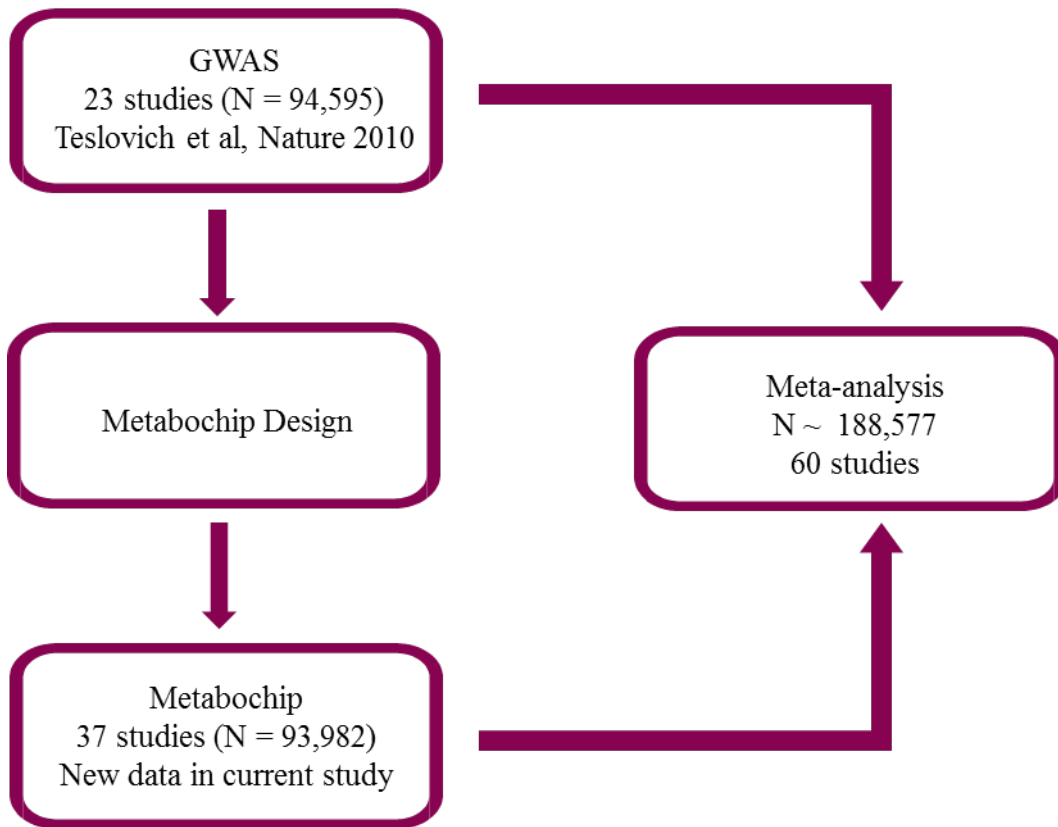 GWAS
23 studies (N = 94,595)
Teslovich et al, Nature 2010
Metabochip Design
Metabochip
37 studies (N = 93,982)
New data in current study
Meta-analysis
N ~ 188,577
60 studies